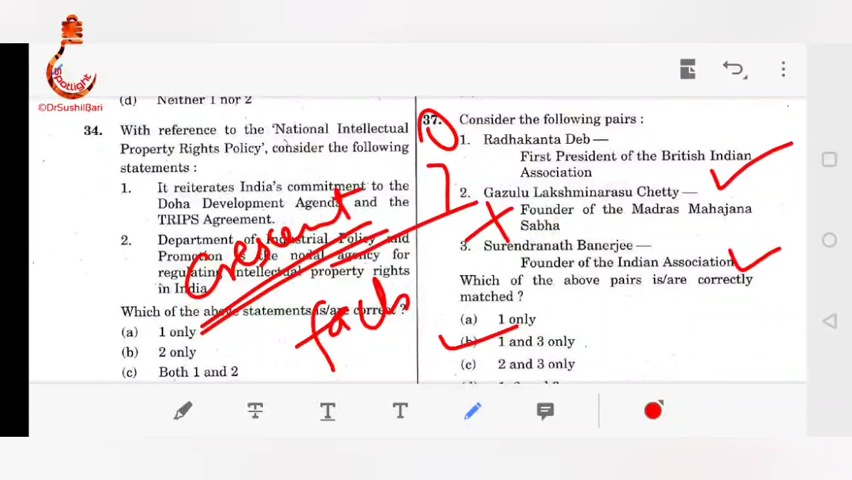 Spotlight
©DrSushilBari
(d) Neither 1 nor 2
34. With reference to the 'National Intellectual
Property Rights Policy', consider the following
statements :
1. It reiterates India's commitment to the
Doha Development Agenda and the
TRIPS Agreement.
2. Department of Industrial Policy and
Promotion is the nodal agency for
regulating intellectual property rights
in India.
Which of the above statements is/are correct ?
(a) 1 only
(b) 2 only
(c) Both 1 and 2
Crescent
37. Consider the following pairs :
1. Radhakanta Deb —
First President of the British Indian
Association
2. Gazulu Lakshminarasu Chetty —
Founder of the Madras Mahajana
Sabha
3. Surendranath Banerjee —
Founder of the Indian Association
Which of the above pairs is/are correctly
matched ?
(a) 1 only
(b) 1 and 3 only
(c) 2 and 3 only